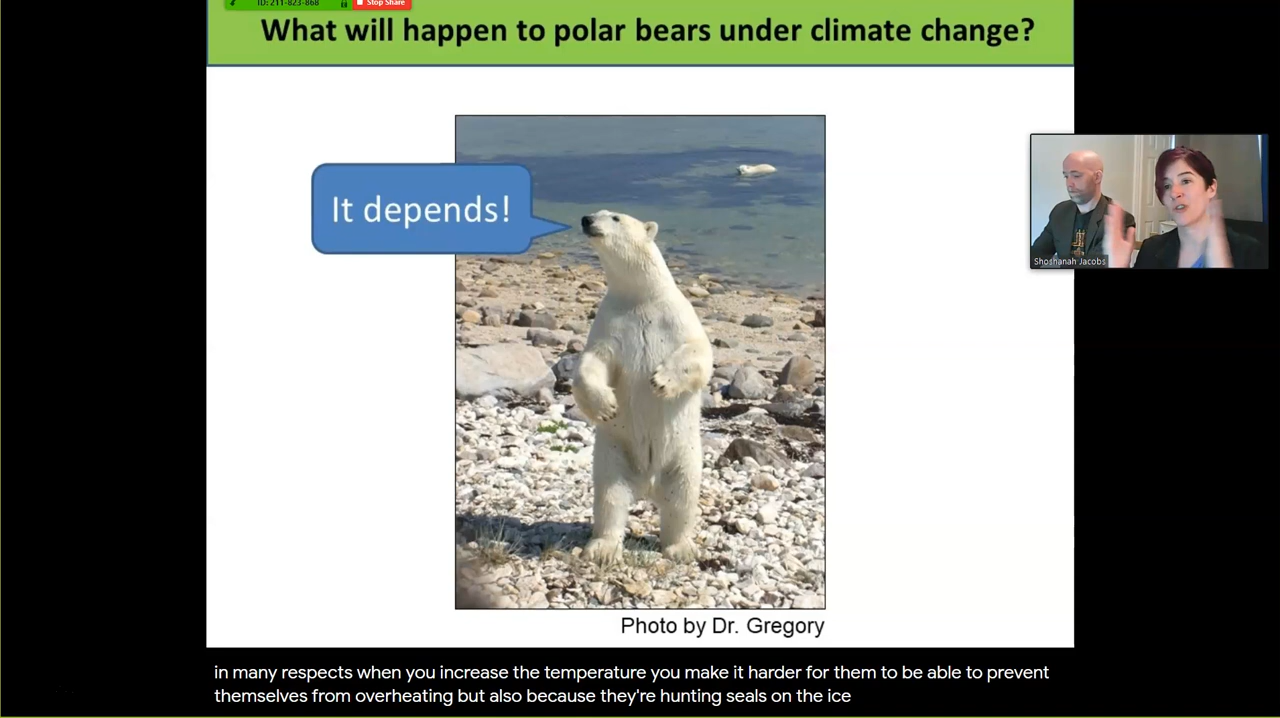 ID: 211-823-868
Stop Share
What will happen to polar bears under climate change?
It depends!
Shoshanah Jacobs
Photo by Dr. Gregory
in many respects when you increase the temperature you make it harder for them to be able to prevent
themselves from overheating but also because they're hunting seals on the ice